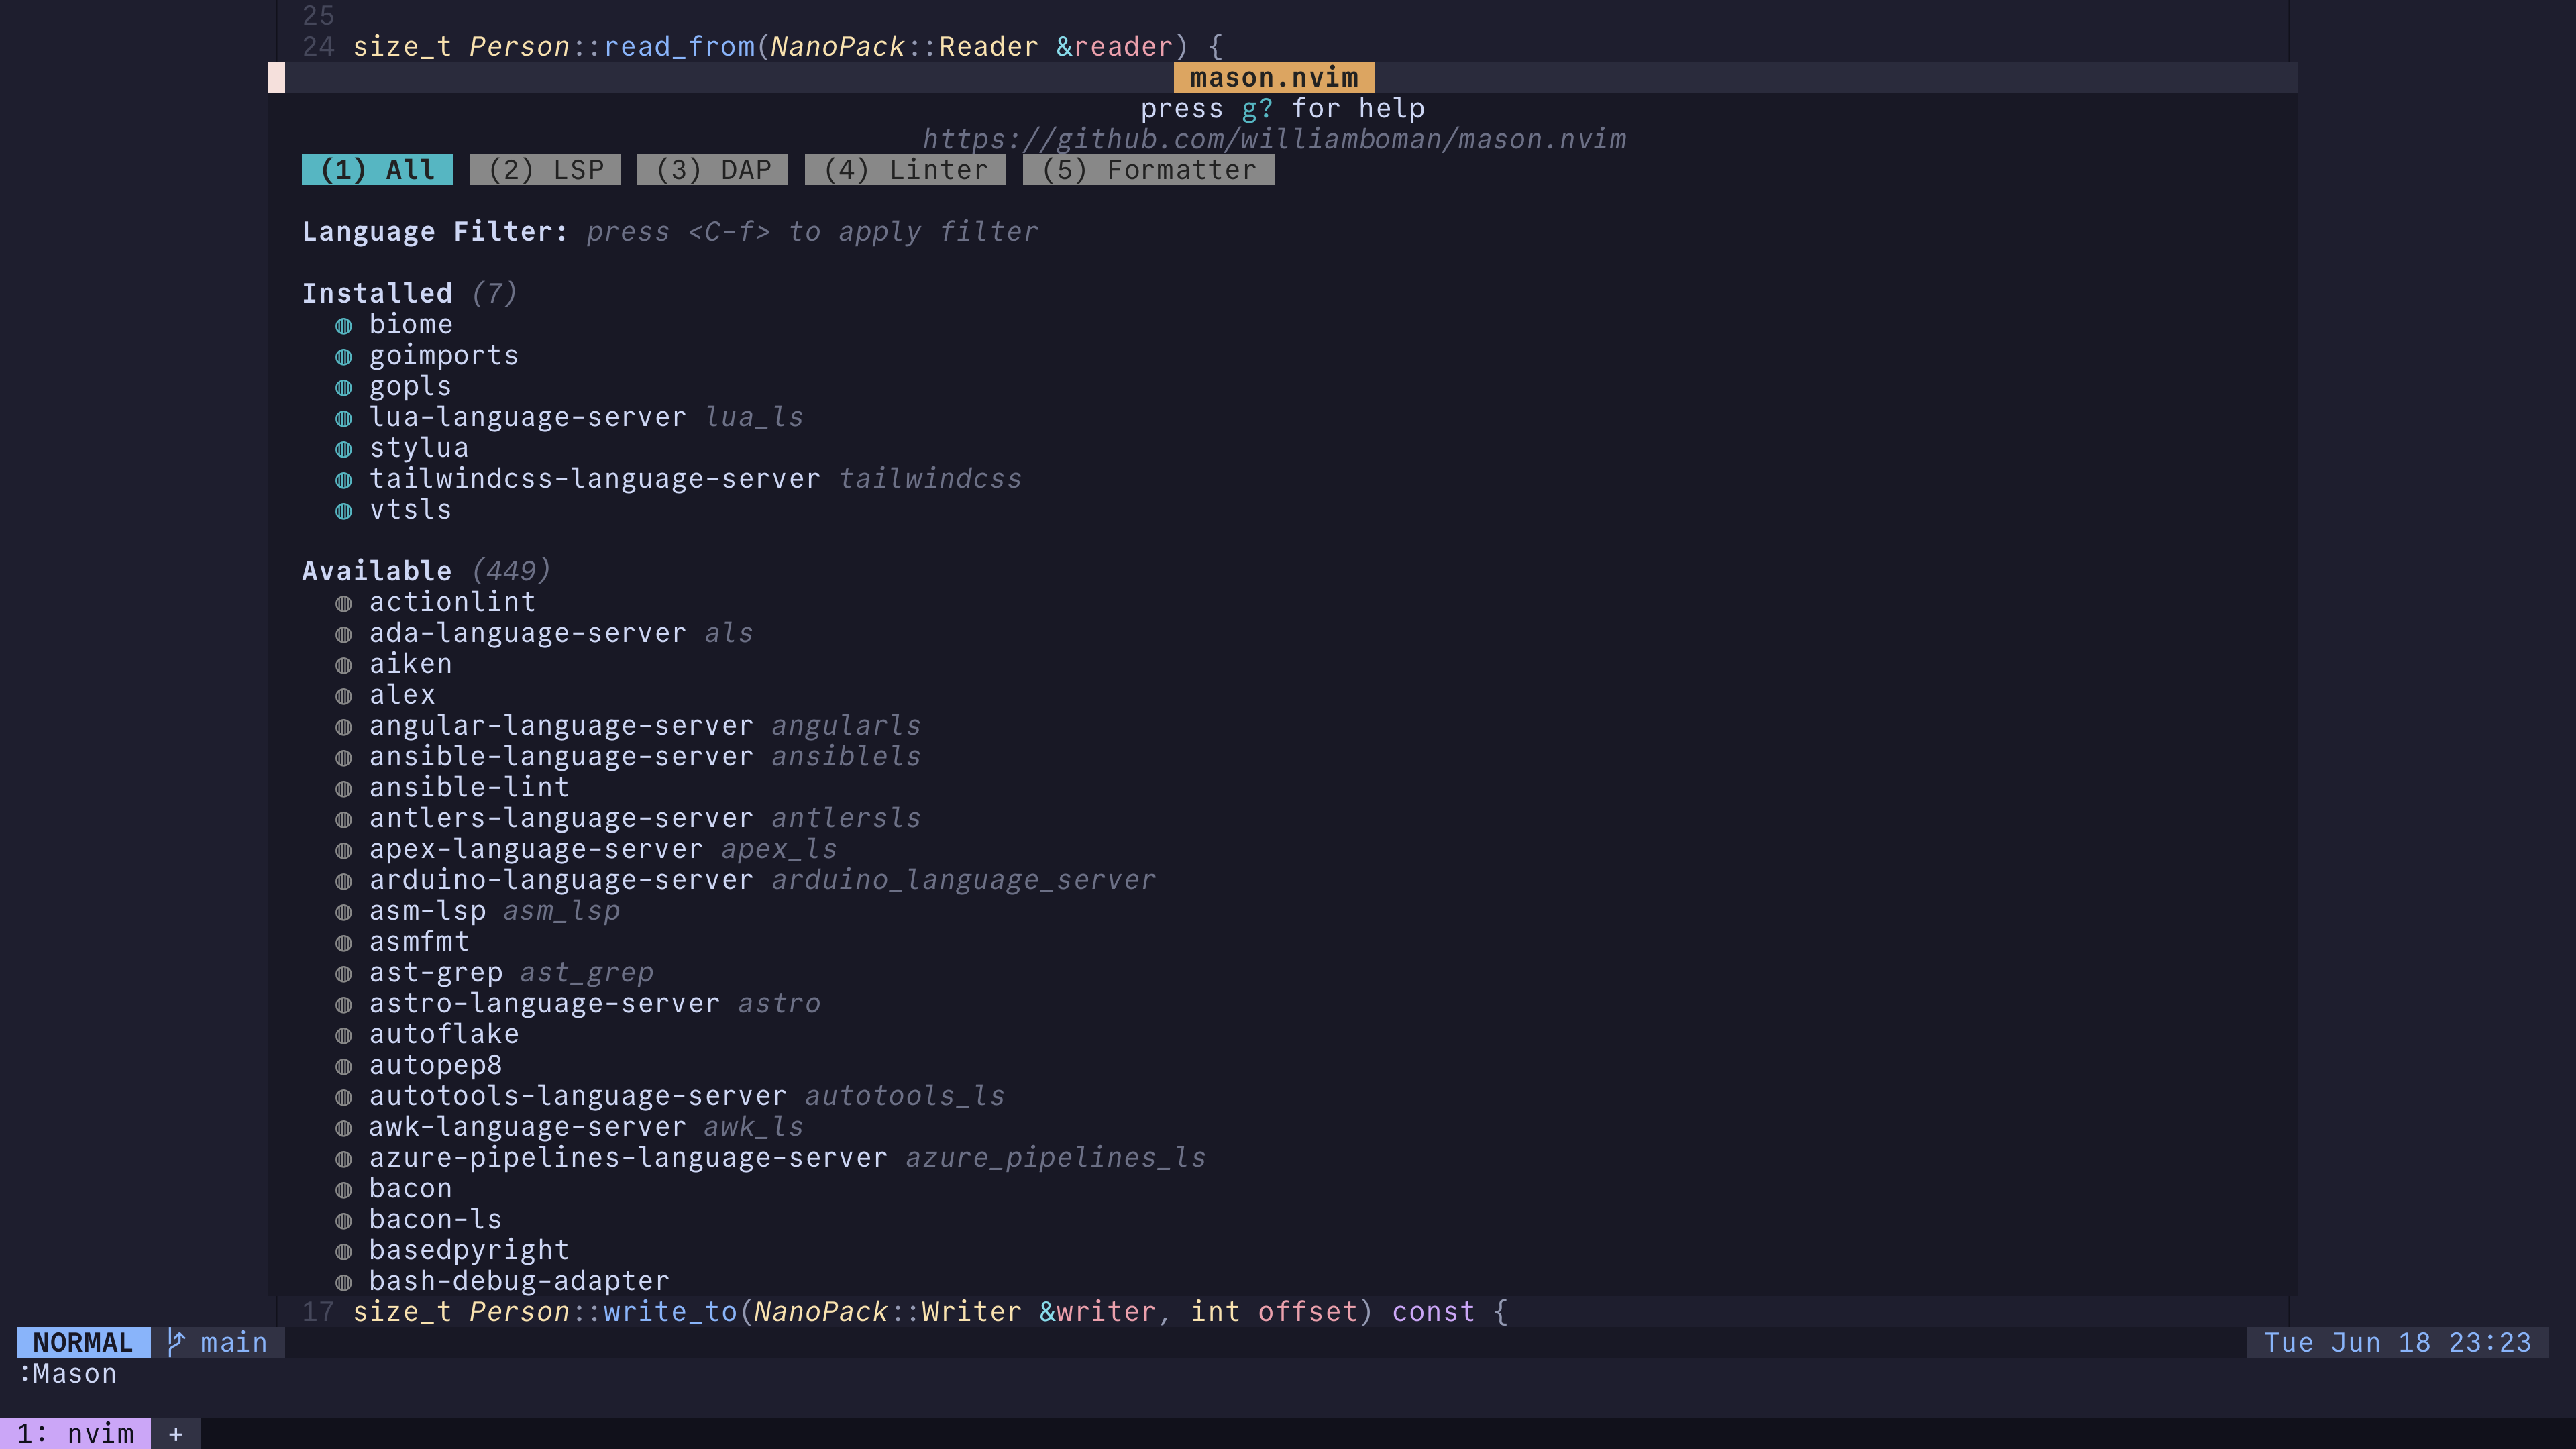 25
24 size_t Person::read_from(NanoPack::Reader &reader) {
mason.nvim
press g? for help
https://github.com/williamboman/mason.nvim
(1) All (2) LSP (3) DAP (4) Linter (5) Formatter
Language Filter: press <C-f> to apply filter
Installed (7)
◍ biome
◍ goimports
◍ gopls
◍ lua-language-server lua_ls
◍ stylua
◍ tailwindcss-language-server tailwindcss
◍ vtsls
Available (449)
◍ actionlint
◍ ada-language-server als
◍ aiken
◍ alex
◍ angular-language-server angularls
◍ ansible-language-server ansiblels
◍ ansible-lint
◍ antlers-language-server antlersls
◍ apex-language-server apex_ls
◍ arduino-language-server arduino_language_server
◍ asm-lsp asm_lsp
◍ asmfmt
◍ ast-grep ast_grep
◍ astro-language-server astro
◍ autoflake
◍ autopep8
◍ autotools-language-server autotools_ls
◍ awk-language-server awk_ls
◍ azure-pipelines-language-server azure_pipelines_ls
◍ bacon
◍ bacon-ls
◍ basedpyright
◍ bash-debug-adapter
17 size_t Person::write_to(NanoPack::Writer &writer, int offset) const {
NORMAL main Tue Jun 18 23:23
:Mason
1: nvim +